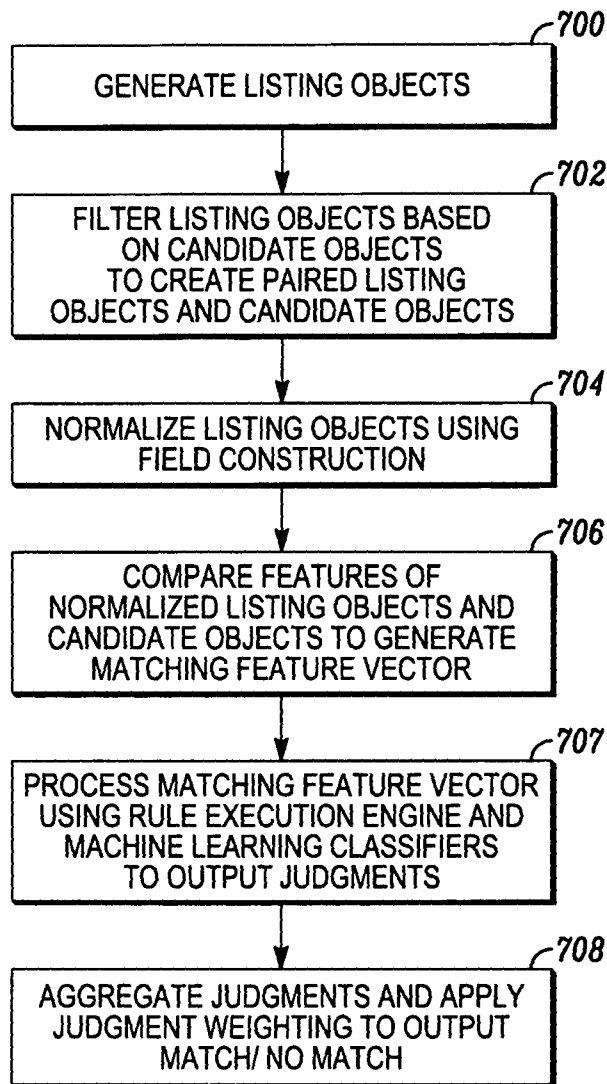 700
GENERATE LISTING OBJECTS
702
FILTER LISTING OBJECTS BASED
ON CANDIDATE OBJECTS
TO CREATE PAIRED LISTING
OBJECTS AND CANDIDATE OBJECTS
704
NORMALIZE LISTING OBJECTS USING
FIELD CONSTRUCTION
706
COMPARE FEATURES OF
NORMALIZED LISTING OBJECTS AND
CANDIDATE OBJECTS TO GENERATE
MATCHING FEATURE VECTOR
707
PROCESS MATCHING FEATURE VECTOR
USING RULE EXECUTION ENGINE AND
MACHINE LEARNING CLASSIFIERS
TO OUTPUT JUDGMENTS
708
AGGREGATE JUDGMENTS AND APPLY
JUDGMENT WEIGHTING TO OUTPUT
MATCH/ NO MATCH